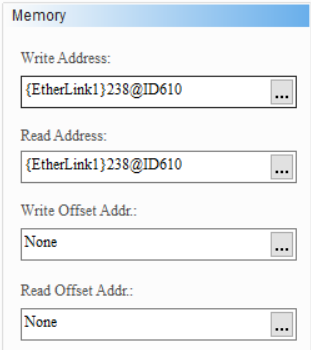 Memory
Write Address:
{EtherLink1}238@ID610
...
Read Address:
{EtherLink1}238@ID610
...
Write Offset Addr.:
None
...
Read Offset Addr.:
None
...